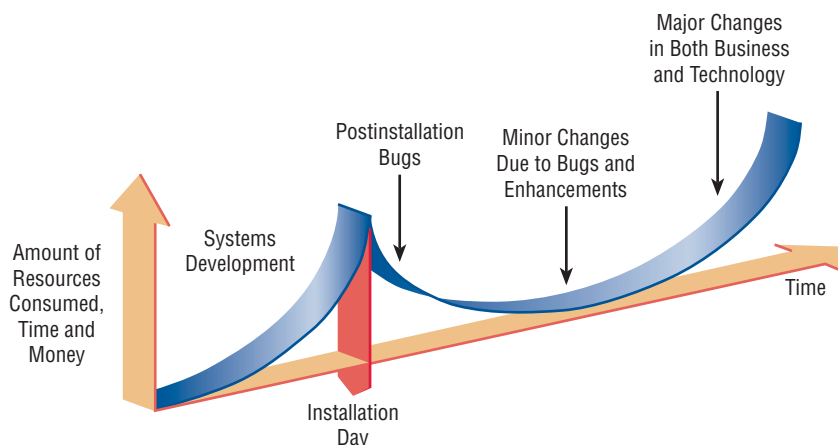 Major Changes
in Both Business
and Technology
Postinstallation
Bugs
Minor Changes
Due to Bugs and
Enhancements
Systems
Development
Amount of
Resources
Consumed,
Time and
Money
Time
Installation
Day